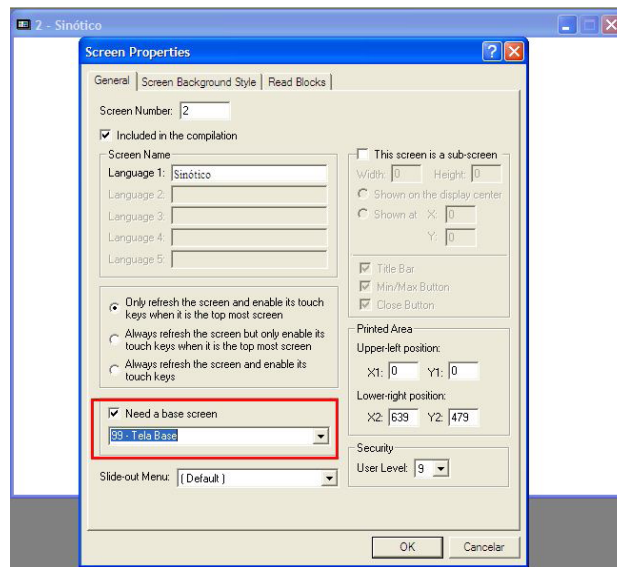 2 - Sinótico
Screen Properties
General
Screen Background Style
Read Blocks
Screen Number: 2
Included in the compilation
Screen Name
Language 1: Sinótico
Language 2:
Language 3:
Language 4:
Language 5:
This screen is a sub-screen
Width: 0 Height: 0
Shown on the display center
Shown at X: 0
Y: 0
Title Bar
Min/Max Button
Close Button
Only refresh the screen and enable its touch
keys when it is the top most screen
Always refresh the screen but only enable its
touch keys when it is the top most screen
Always refresh the screen and enable its
touch keys
Printed Area
Upper-left position:
X1: 0 Y1: 0
Lower-right position:
X2: 639 Y2: 479
Need a base screen
99 - Tela Base
Security
User Level: 9
Slide-out Menu: ( Default )
OK
Cancelar